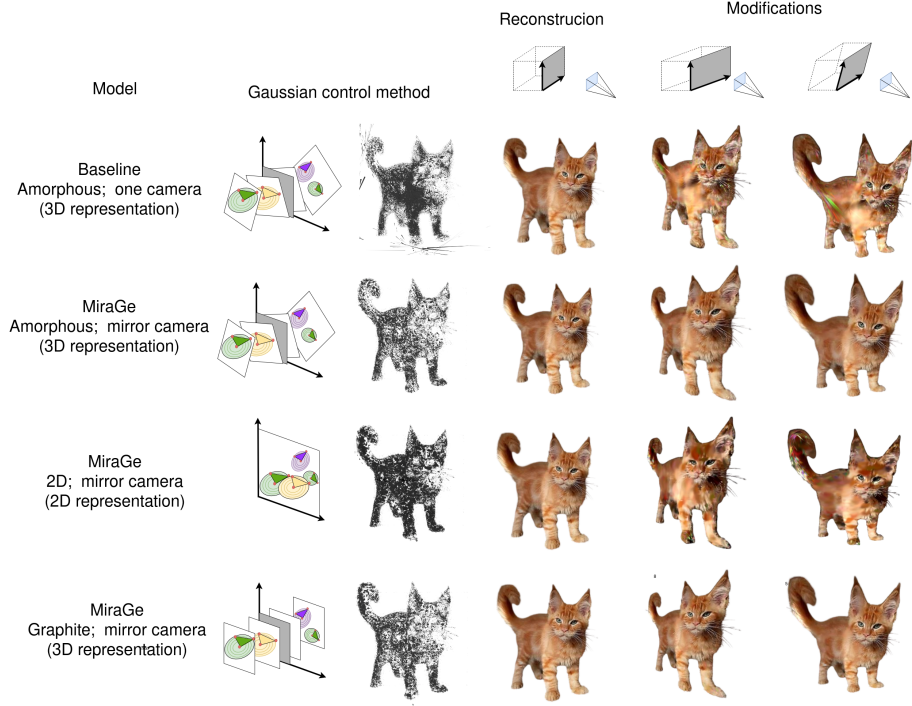 Reconstrucion
Modifications
Model
Gaussian control method
Baseline
Amorphous; one camera
(3D representation)
MiraGe
Amorphous; mirror camera
(3D representation)
MiraGe
2D; mirror camera
(2D representation)
MiraGe
Graphite; mirror camera
(3D representation)